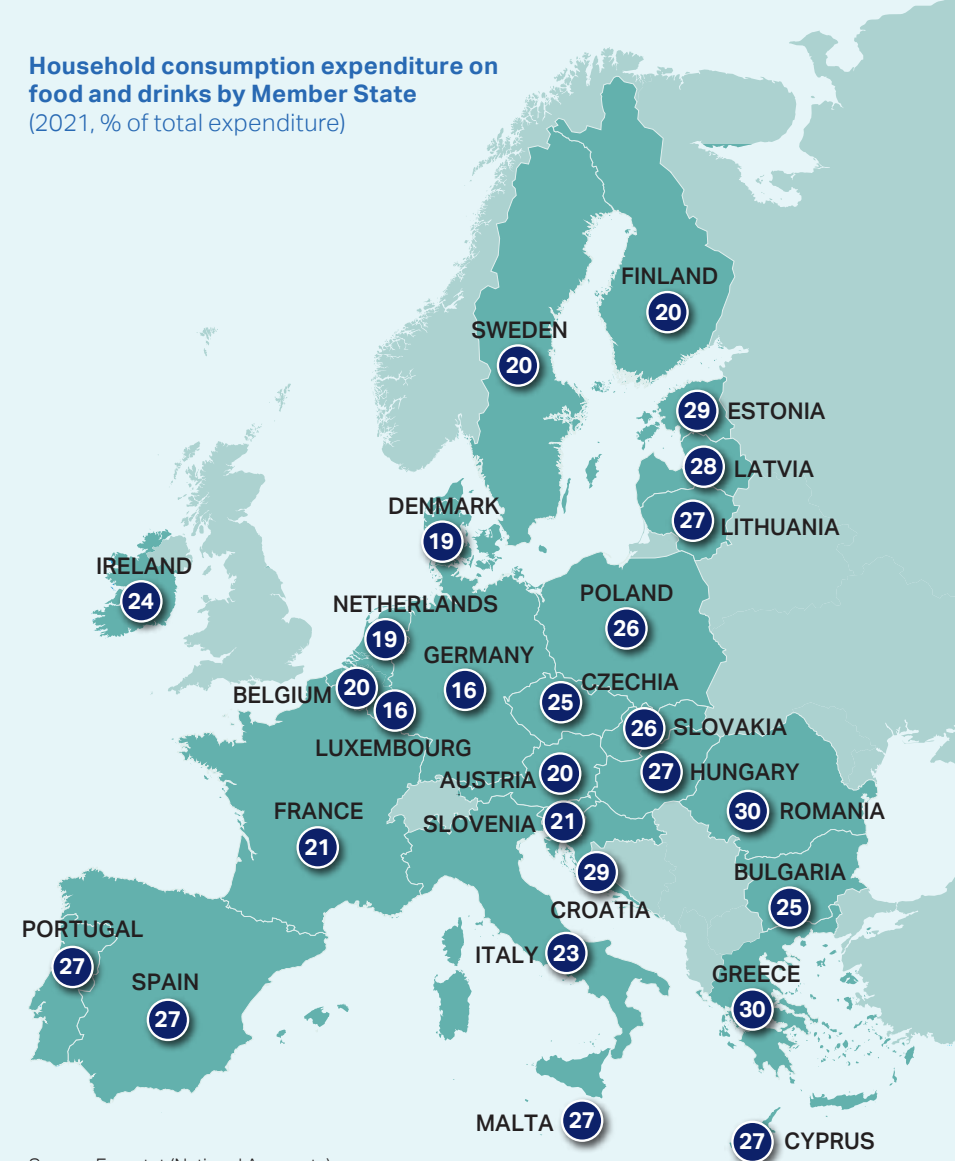 Household consumption expenditure on
food and drinks by Member State
(2021, % of total expenditure)
FINLAND
20
SWEDEN
20
29 ESTONIA
28 LATVIA
27 LITHUANIA
DENMARK
19
IRELAND
24
NETHERLANDS
19
POLAND
26
GERMANY
16
BELGIUM 20
16
LUXEMBOURG
CZECHIA
25
26 SLOVAKIA
27 HUNGARY
AUSTRIA 20
30 ROMANIA
FRANCE
21
SLOVENIA 21
29
CROATIA
BULGARIA
25
PORTUGAL
27
SPAIN
27
ITALY 23
GREECE
30
MALTA 27
27 CYPRUS